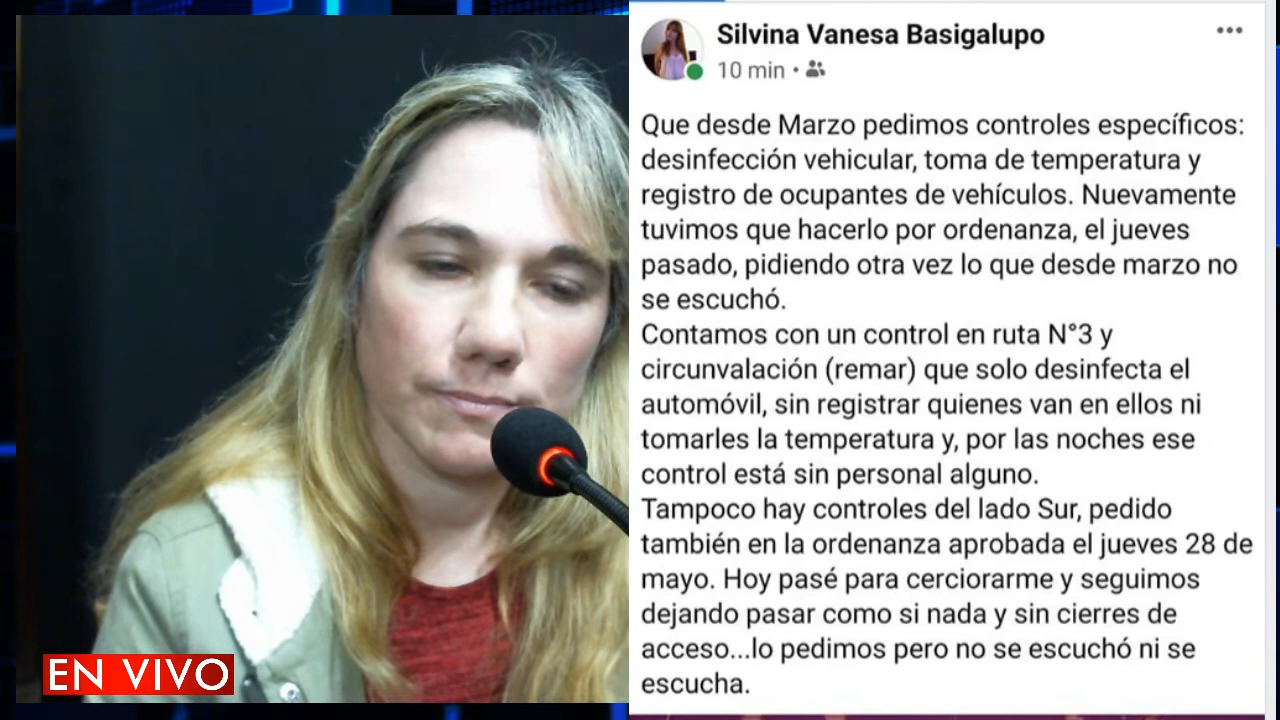 Silvina Vanesa Basigalupo
10 min •
Que desde Marzo pedimos controles específicos:
desinfección vehicular, toma de temperatura y
registro de ocupantes de vehículos. Nuevamente
tuvimos que hacerlo por ordenanza, el jueves
pasado, pidiendo otra vez lo que desde marzo no
se escuchó.
Contamos con un control en ruta N°3 y
circunvalación (remar) que solo desinfecta el
automóvil, sin registrar quienes van en ellos ni
tomarles la temperatura y, por las noches ese
control está sin personal alguno.
Tampoco hay controles del lado Sur, pedido
también en la ordenanza aprobada el jueves 28 de
mayo. Hoy pasé para cerciorarme y seguimos
dejando pasar como si nada y sin cierres de
acceso...lo pedimos pero no se escuchó ni se
escucha.
EN VIVO